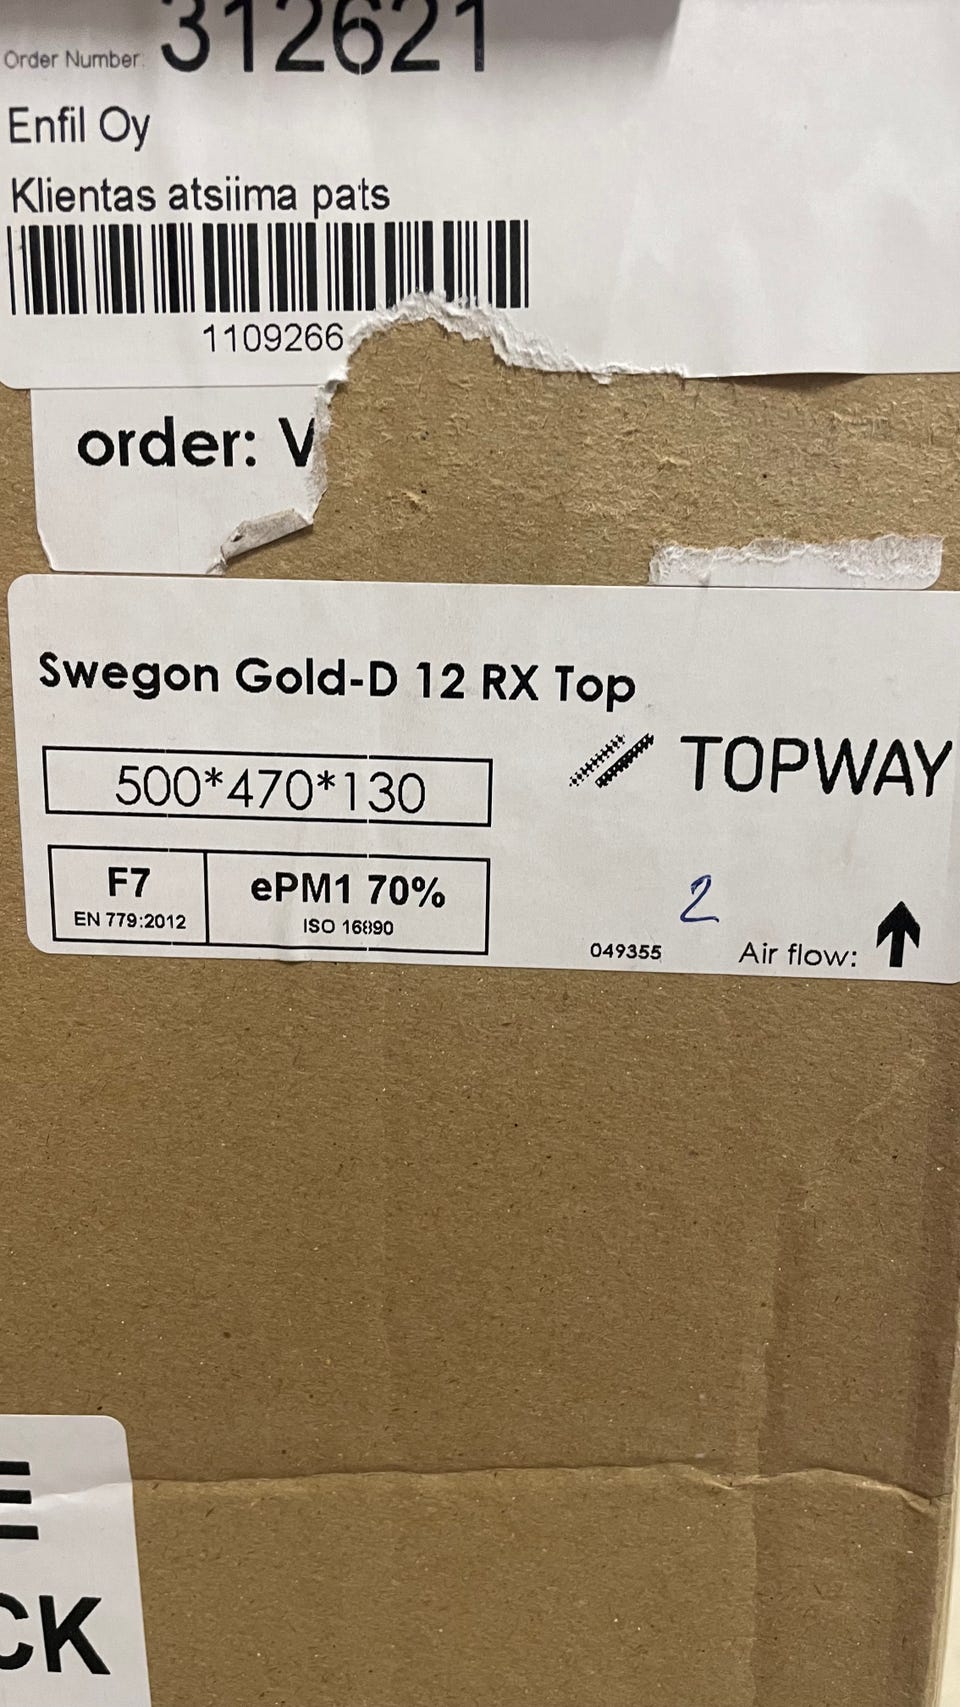 Order Number: 312621
Enfil Oy
Klientas atsiima pats
1109266
order: V
Swegon Gold-D 12 RX Top
500*470*130
TOPWAY
F7
EN 779:2012
ePM1 70%
ISO 16890
2
049355
Air flow:
E
CK